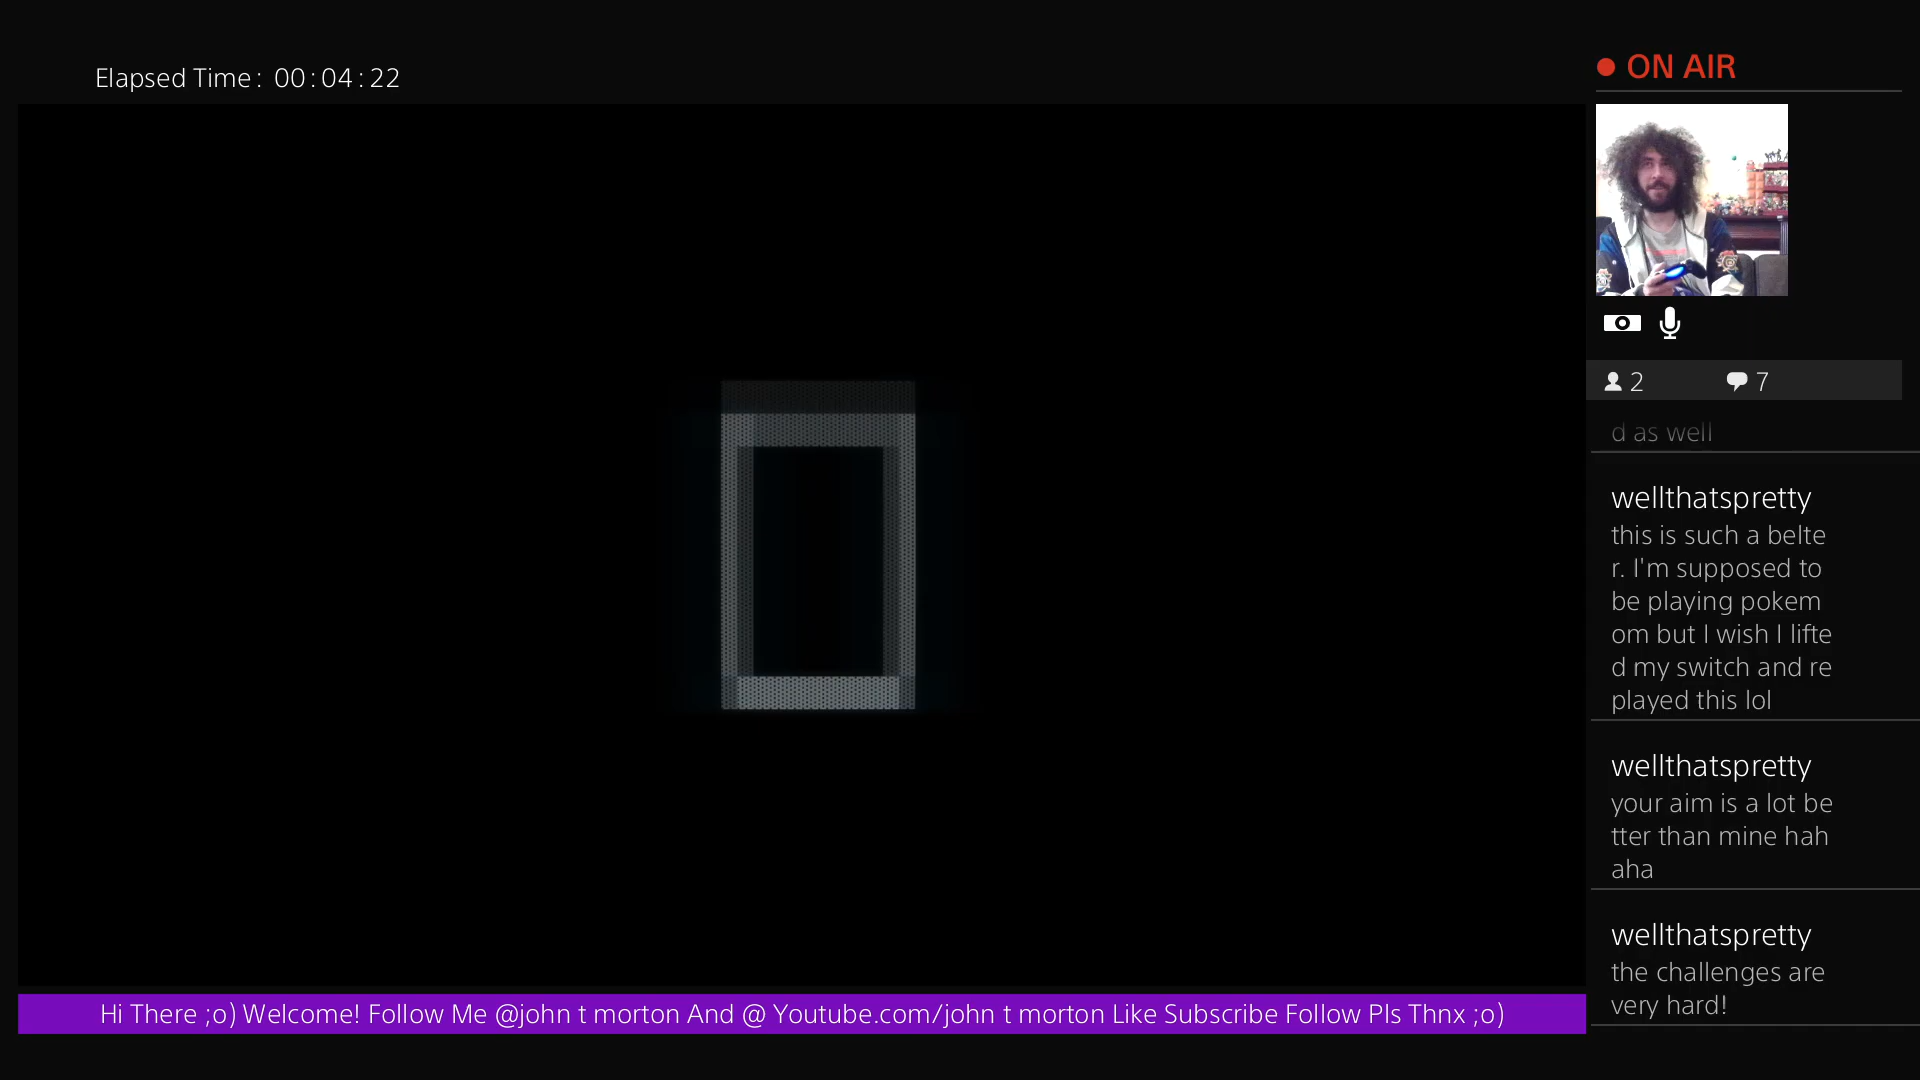 Elapsed Time: 00:04:22
ON AIR
2
7
d as well
wellthatspretty
this is such a belte
r. I'm supposed to
be playing pokem
om but I wish I lifte
d my switch and re
played this lol
wellthatspretty
your aim is a lot be
tter than mine hah
aha
wellthatspretty
the challenges are
very hard!
Hi There ;o) Welcome! Follow Me @john t morton And @ Youtube.com/john t morton Like Subscribe Follow Pls Thnx ;o)